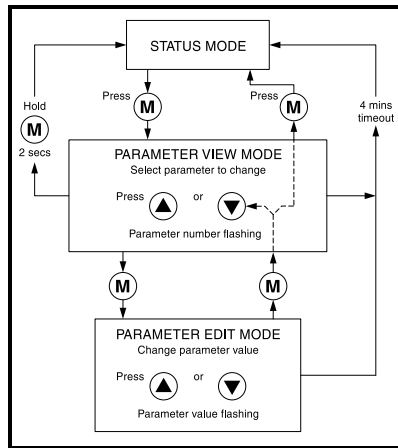 STATUS MODE
Press
M
Press
M
Hold
M
2 secs
4 mins
timeout
PARAMETER VIEW MODE
Select parameter to change
Press or
Parameter number flashing
M
M
PARAMETER EDIT MODE
Change parameter value
Press or
Parameter value flashing